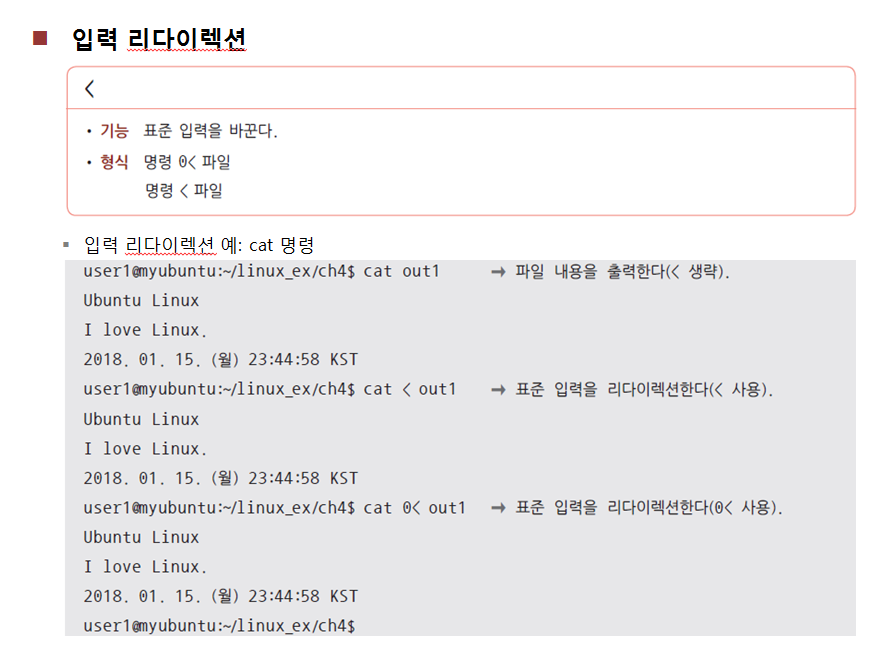 ■ 입력 리다이렉션
<
• 기능 표준 입력을 바꾼다.
• 형식 명령 0< 파일
명령 < 파일
▪ 입력 리다이렉션 예: cat 명령
user1@myubuntu:~/linux_ex/ch4$ cat out1 → 파일 내용을 출력한다(< 생략).
Ubuntu Linux
I love Linux.
2018. 01. 15. (월) 23:44:58 KST
user1@myubuntu:~/linux_ex/ch4$ cat < out1 → 표준 입력을 리다이렉션한다(< 사용).
Ubuntu Linux
I love Linux.
2018. 01. 15. (월) 23:44:58 KST
user1@myubuntu:~/linux_ex/ch4$ cat 0< out1 → 표준 입력을 리다이렉션한다(0< 사용).
Ubuntu Linux
I love Linux.
2018. 01. 15. (월) 23:44:58 KST
user1@myubuntu:~/linux_ex/ch4$